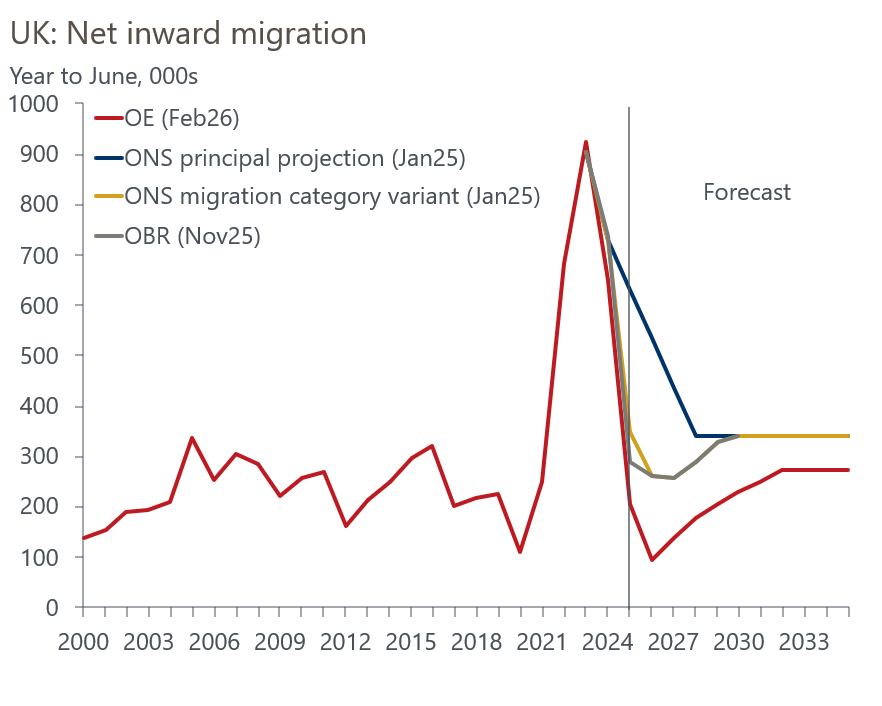 UK: Net inward migration
Year to June, 000s
1000
900
800
700
600
500
400
300
200
100
0
OE (Feb26)
ONS principal projection (Jan25)
ONS migration category variant (Jan25)
OBR (Nov25)
Forecast
2000 2003 2006 2009 2012 2015 2018 2021 2024 2027 2030 2033